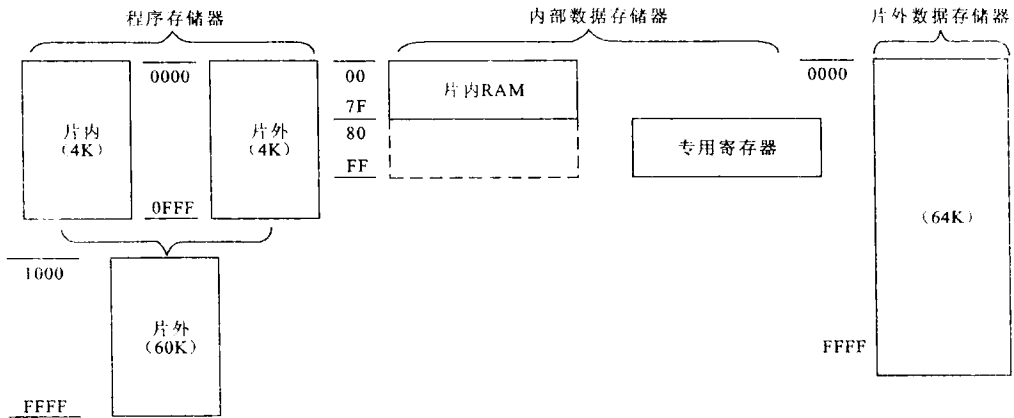 程序存储器
内部数据存储器
片外数据存储器
片内
(4K)
0000
0FFF
片外
(4K)
1000
FFFF
片外
(60K)
00
7F
80
FF
片内RAM
专用寄存器
0000
FFFF
(64K)